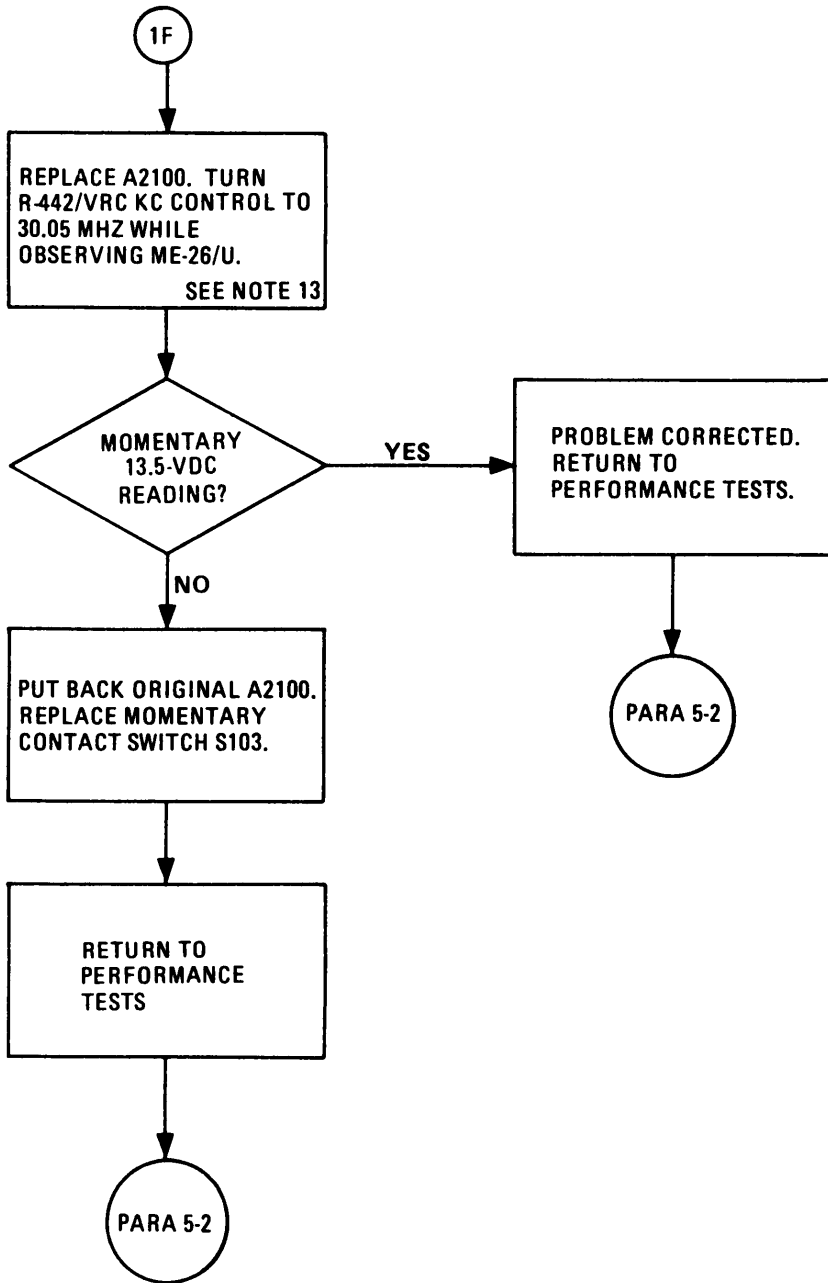 1F
REPLACE A2100. TURN
R-442/VRC KC CONTROL TO
30.05 MHZ WHILE
OBSERVING ME-26/U.
SEE NOTE 13
MOMENTARY
13.5-VDC
READING?
YES
PROBLEM CORRECTED.
RETURN TO
PERFORMANCE TESTS.
PARA 5-2
NO
PUT BACK ORIGINAL A2100.
REPLACE MOMENTARY
CONTACT SWITCH S103.
RETURN TO
PERFORMANCE
TESTS
PARA 5-2